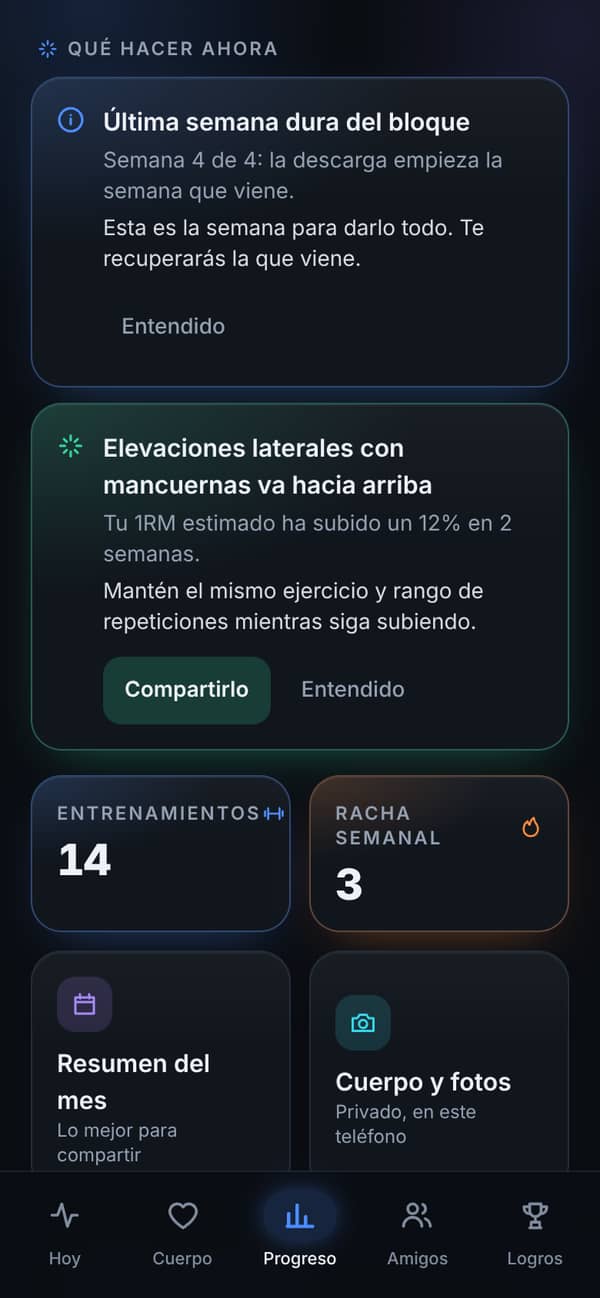 QUÉ HACER AHORA
Última semana dura del bloque
Semana 4 de 4: la descarga empieza la
semana que viene.
Esta es la semana para darlo todo. Te
recuperarás la que viene.
Entendido
Elevaciones laterales con
mancuernas va hacia arriba
Tu 1RM estimado ha subido un 12% en 2
semanas.
Mantén el mismo ejercicio y rango de
repeticiones mientras siga subiendo.
Compartirlo
Entendido
ENTRENAMIENTOS
14
RACHA
SEMANAL
3
Resumen del
mes
Lo mejor para
compartir
Cuerpo y fotos
Privado, en este
teléfono
Hoy
Cuerpo
Progreso
Amigos
Logros